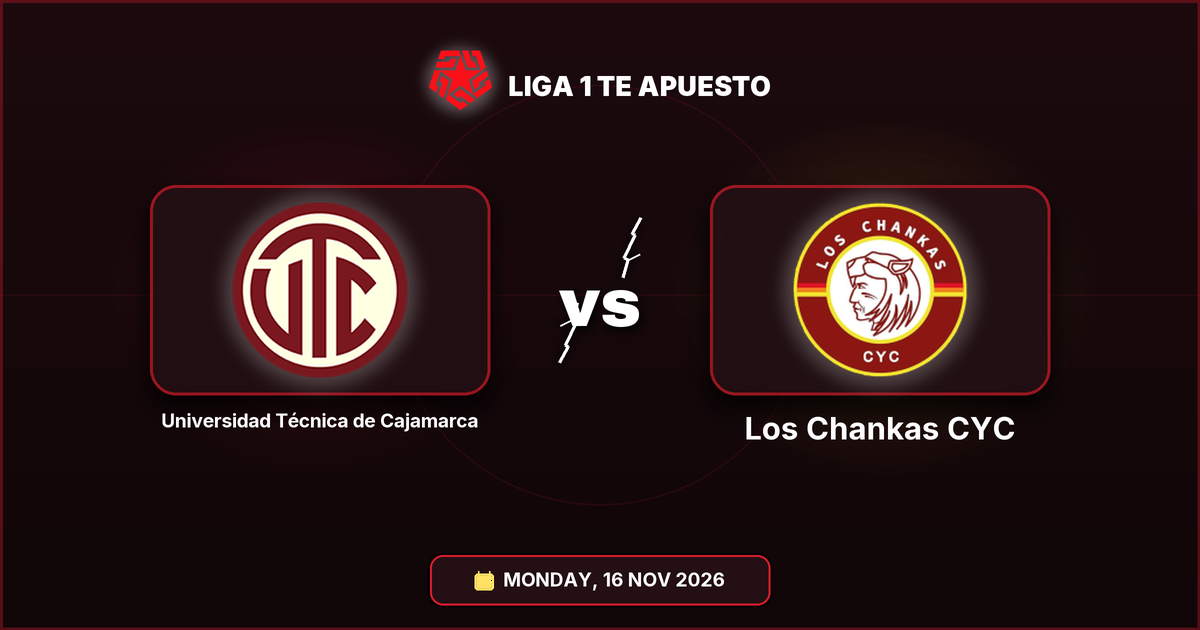 LIGA 1 TE APUESTO
UTC
LOS CHANKAS
CYC
vs
Universidad Técnica de Cajamarca
Los Chankas CYC
MONDAY, 16 NOV 2026